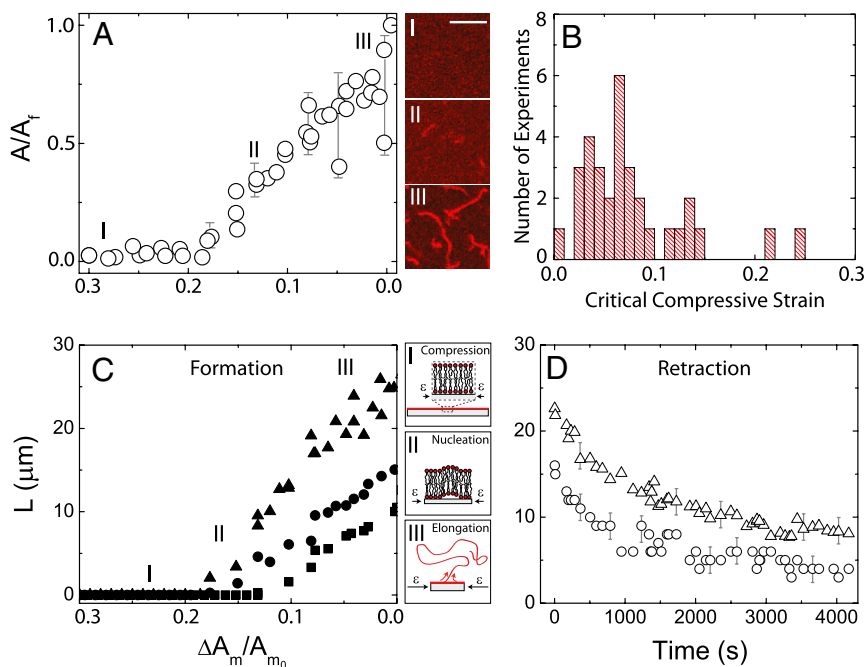 A
III
II
I
A/A_f
1.0
0.5
0.0
0.3
0.2
0.1
0.0
I
II
III
B
Number of Experiments
8
6
4
2
0
0.0
0.1
0.2
0.3
Critical Compressive Strain
C
Formation
III
II
I
L (μm)
30
20
10
0
0.3
0.2
0.1
0.0
ΔA_m/A_m₀
I
Compression
ε
ε
II
Nucleation
ε
ε
III
Elongation
ε
ε
D
Retraction
30
20
10
0
0
1000
2000
3000
4000
Time (s)